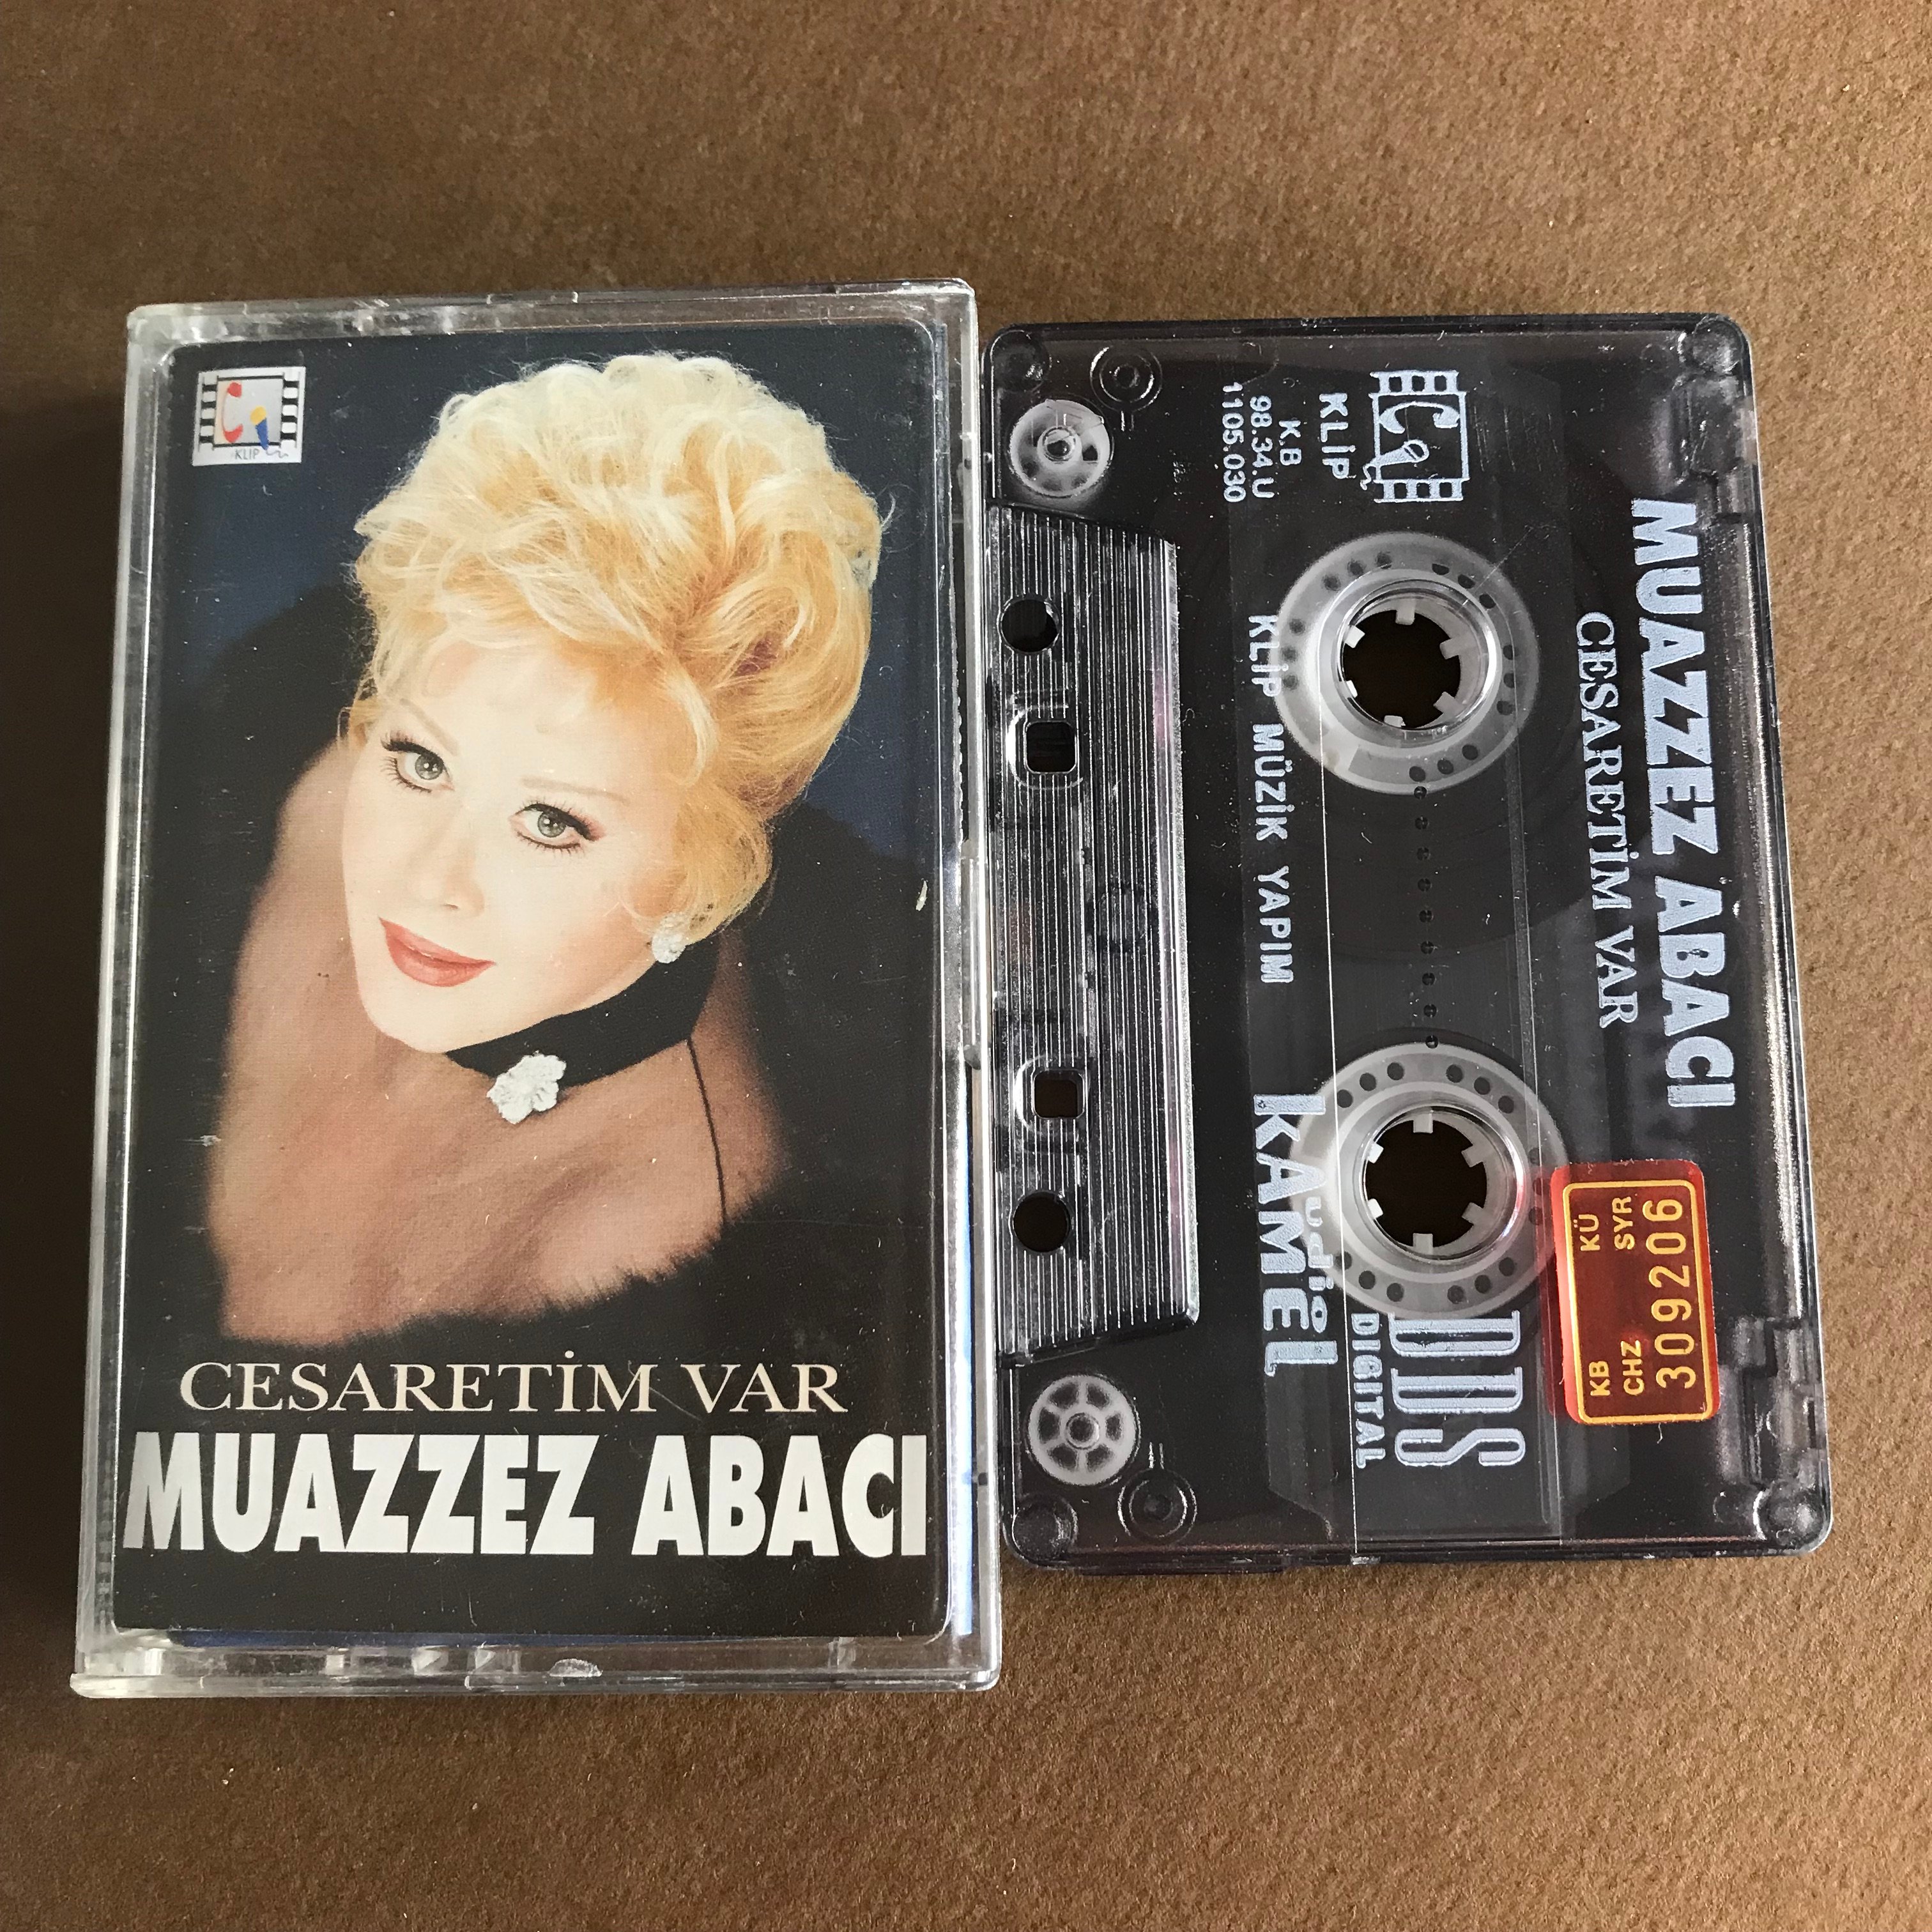 KLIP
CESARETİM VAR
MUAZZEZ ABACI
MUAZZEZ ABACI
CESARETİM VAR
KLİP
K.B
98.34.U
1105.030
KLİP MÜZİK YAPIM
KAMEL
DDS
DIGITAL
KB KÜ
CHZ SYR
309206